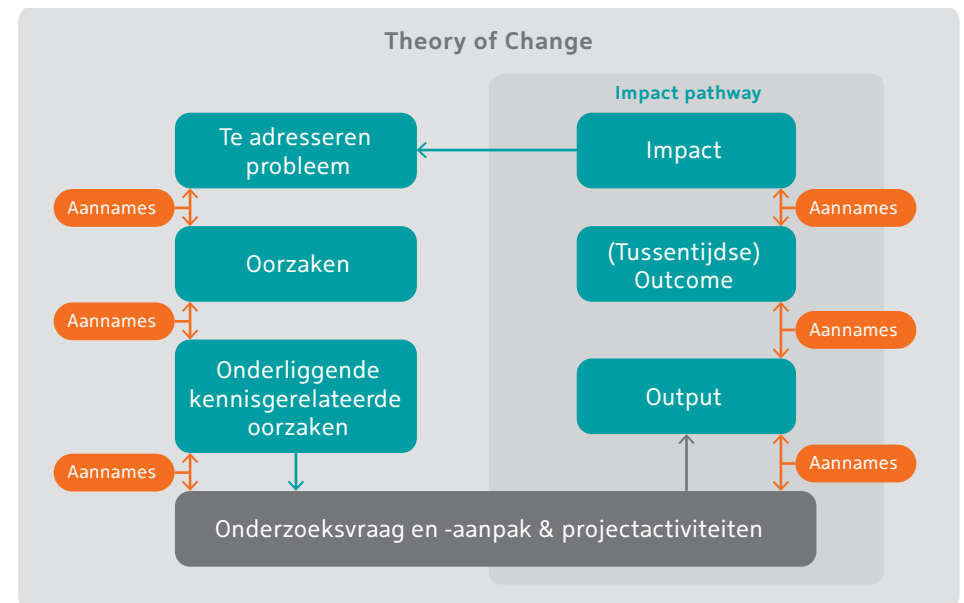 Theory of Change
Impact pathway
Te adresseren
probleem
Impact
Aannames
Aannames
Oorzaken
(Tussentijdse)
Outcome
Aannames
Aannames
Onderliggende
kennisgerelateerde
oorzaken
Output
Aannames
Aannames
Onderzoeksvraag en -aanpak & projectactiviteiten